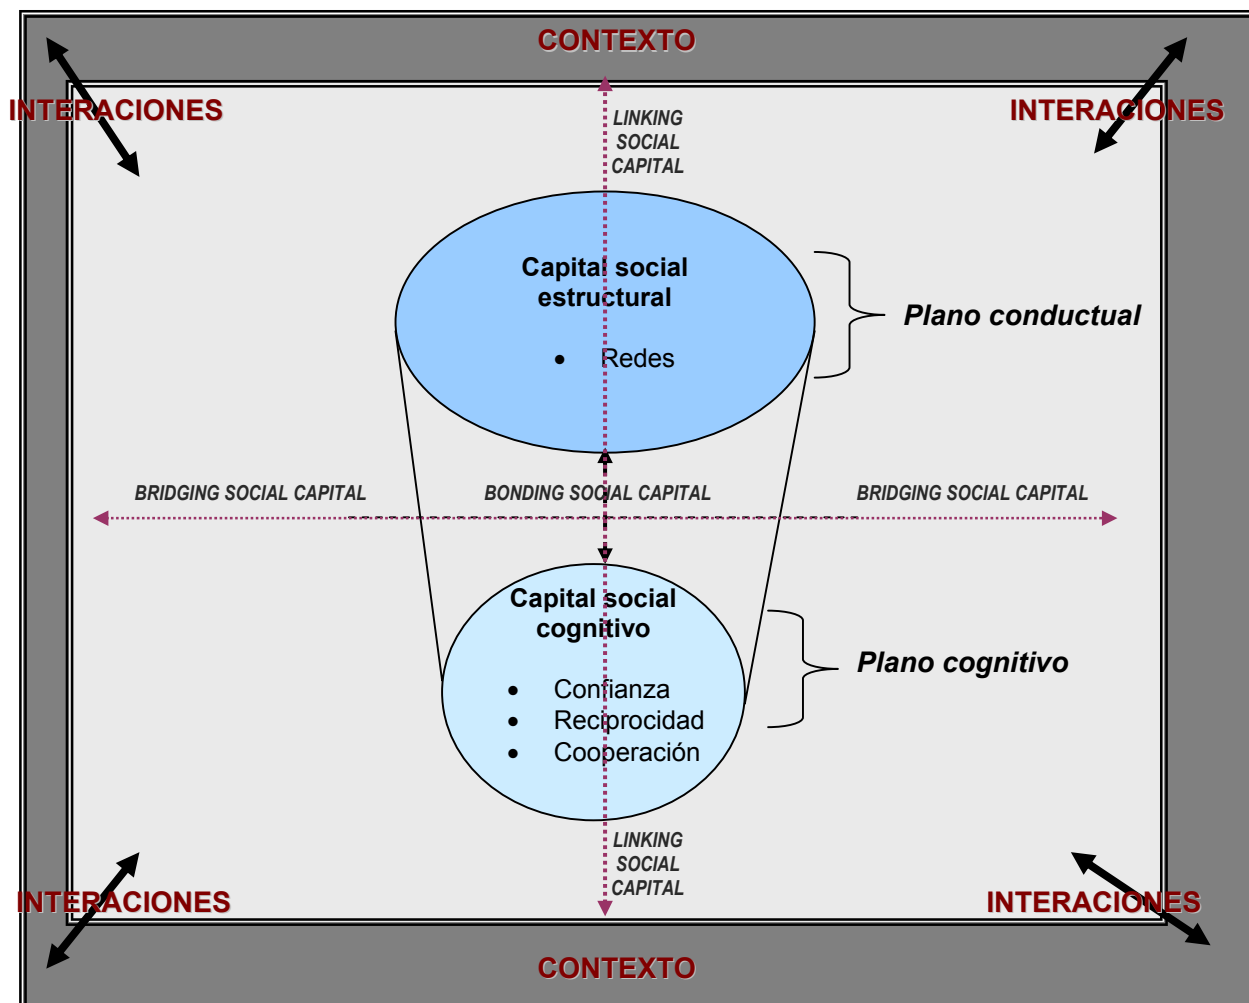 CONTEXTO
INTERACIONES
INTERACIONES
LINKING
SOCIAL
CAPITAL
Capital social
estructural
• Redes
Plano conductual
BRIDGING SOCIAL CAPITAL
BONDING SOCIAL CAPITAL
BRIDGING SOCIAL CAPITAL
Capital social
cognitivo
• Confianza
• Reciprocidad
• Cooperación
Plano cognitivo
LINKING
SOCIAL
CAPITAL
INTERACIONES
INTERACIONES
CONTEXTO